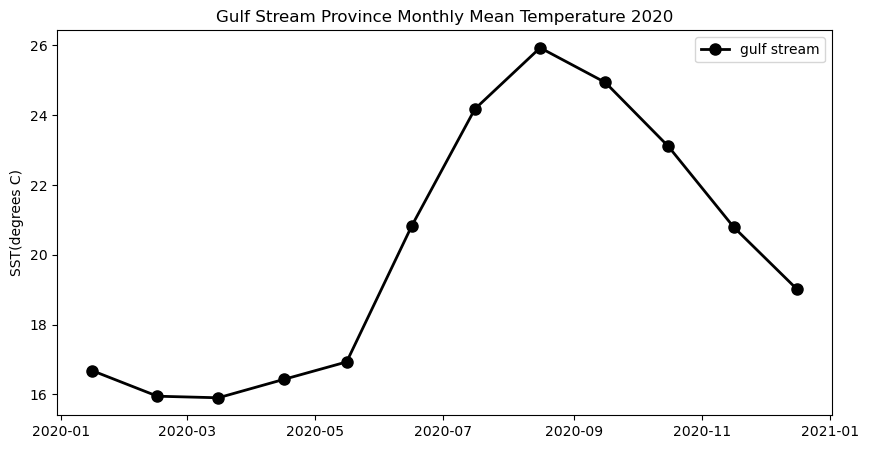 Gulf Stream Province Monthly Mean Temperature 2020
gulf stream
SST(degrees C)
26
24
22
20
18
16
2020-01 2020-03 2020-05 2020-07 2020-09 2020-11 2021-01